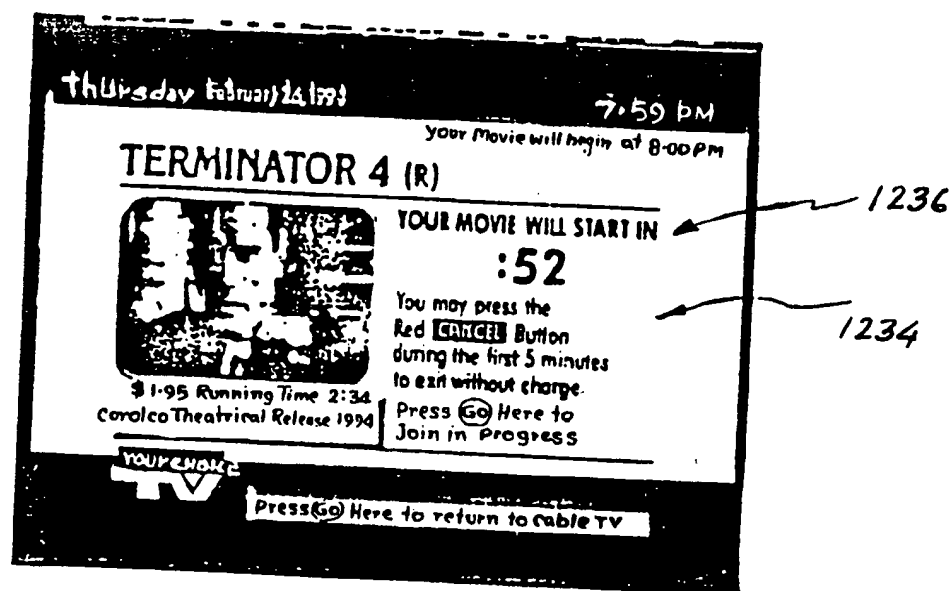 Thursday February 26, 1993
7:59 PM
Your Movie will begin at 8:00 PM
TERMINATOR 4 (R)
YOUR MOVIE WILL START IN
:52
You may press the
Red CANCEL Button
during the first 5 minutes
to exit without charge.
Press Go Here to
Join in Progress
$1.95 Running Time 2:34
Carolco Theatrical Release 1994
YOUR CHOICE
TV
Press Go Here to return to cable TV
1236
1234